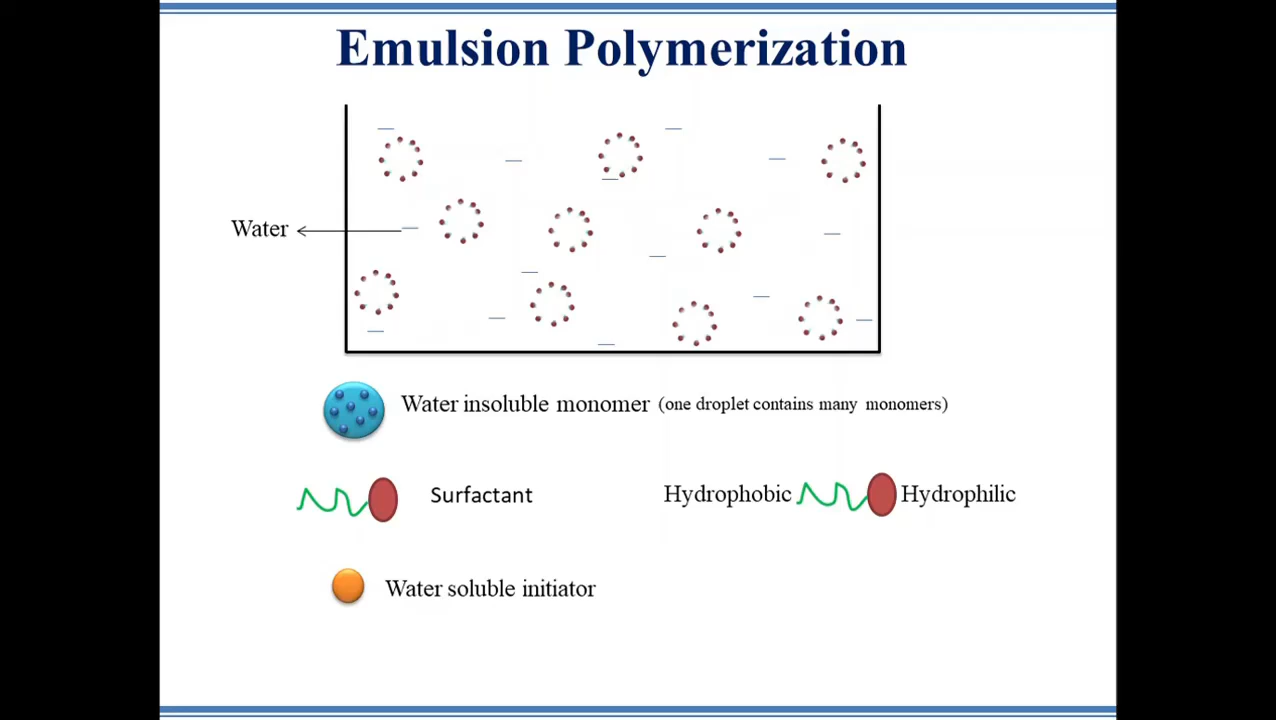 Emulsion Polymerization
Water
Water insoluble monomer (one droplet contains many monomers)
Surfactant
Hydrophobic
Hydrophilic
Water soluble initiator